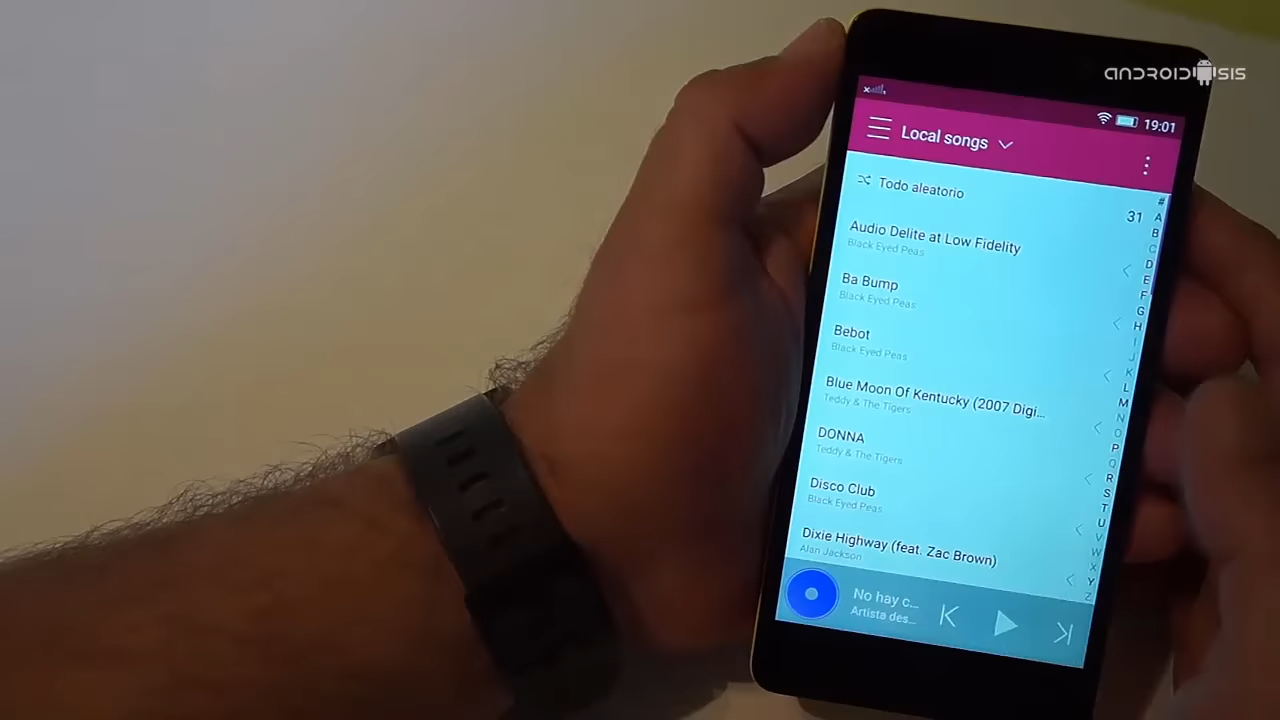 ANDROIDSIS
19:01
Local songs
Todo aleatorio
31
Audio Delite at Low Fidelity
Black Eyed Peas
Ba Bump
Black Eyed Peas
Bebot
Black Eyed Peas
Blue Moon Of Kentucky (2007 Digi...
Teddy & The Tigers
DONNA
Teddy & The Tigers
Disco Club
Black Eyed Peas
Dixie Highway (feat. Zac Brown)
Alan Jackson
No hay c...
Artista des...
#
A
B
C
D
E
F
G
H
I
J
K
L
M
N
O
P
Q
R
S
T
U
V
W
X
Y
Z